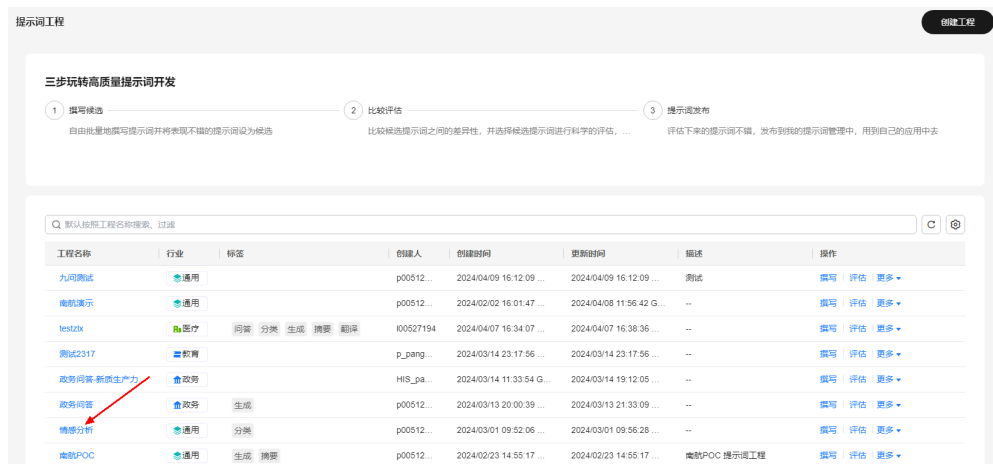 提示词工程 创建工程
三步玩转高质量提示词开发
1 撰写候选 2 比较评估 3 提示词发布
自由批量地撰写提示词并将表现不错的提示词设为候选 比较候选提示词之间的差异性，并选择候选提示词进行科学的评估，... 评估下来的提示词不错，发布到我的提示词管理中，用到自己的应用中去
默认按照工程名称搜索、过滤
工程名称 行业 标签 创建人 创建时间 更新时间 描述 操作
九问测试 通用 p00512... 2024/04/09 16:12:09 ... 2024/04/09 16:12:09 ... 测试 撰写 评估 更多
南航演示 通用 p00512... 2024/02/02 16:01:47 ... 2024/04/08 11:56:42 G... -- 撰写 评估 更多
testzlx 医疗 问答 分类 生成 摘要 翻译 l00527194 2024/04/07 16:34:07 ... 2024/04/07 16:38:36 ... -- 撰写 评估 更多
测试2317 教育 p_pang... 2024/03/14 23:17:56 ... 2024/03/14 23:17:56 ... -- 撰写 评估 更多
政务问答-新质生产力 政务 HIS_pa... 2024/03/14 11:33:54 G... 2024/03/14 19:12:05 ... -- 撰写 评估 更多
政务问答 政务 生成 p00512... 2024/03/13 20:00:39 ... 2024/03/13 21:33:09 ... -- 撰写 评估 更多
情感分析 通用 分类 p00512... 2024/03/01 09:52:06 ... 2024/03/01 09:56:28 ... -- 撰写 评估 更多
南航POC 通用 生成 摘要 p00512... 2024/02/23 14:55:17 ... 2024/02/23 14:55:17 ... 南航POC 提示词工程 撰写 评估 更多